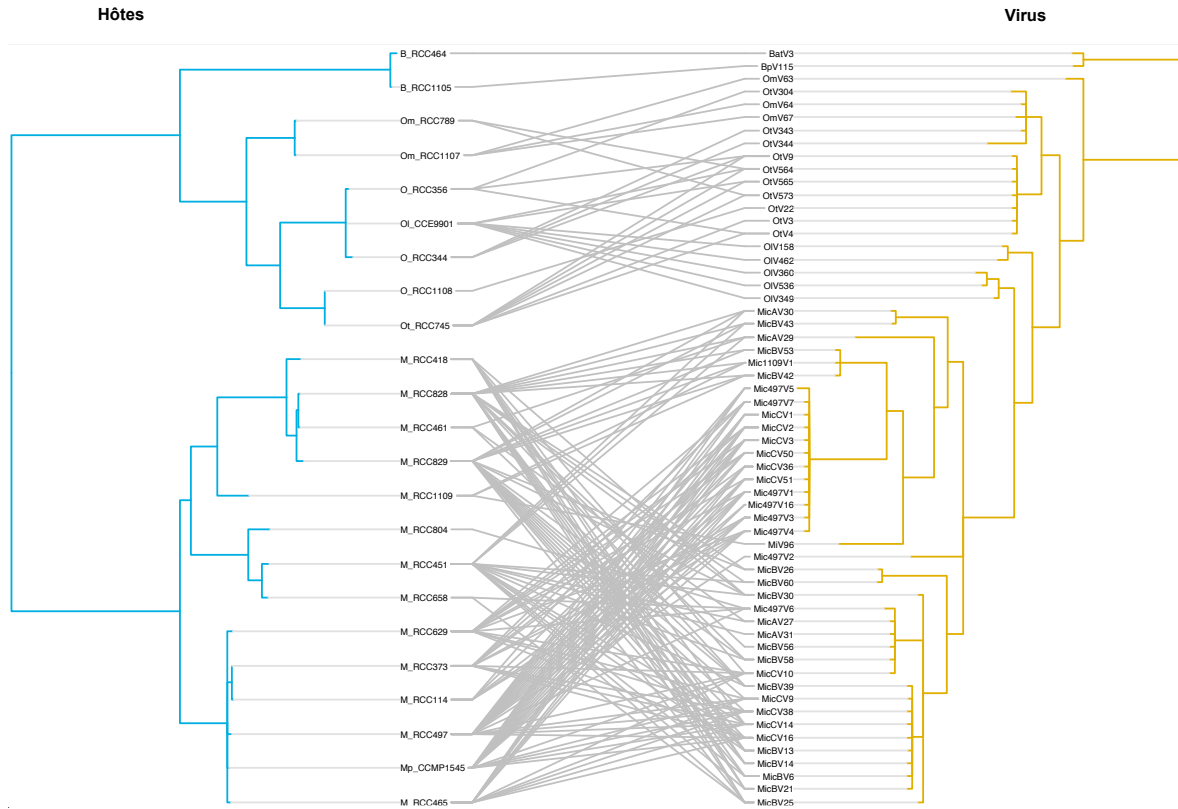 Hôtes
Virus
B_RCC464
B_RCC1105
Om_RCC789
Om_RCC1107
O_RCC356
Ol_CCE9901
O_RCC344
O_RCC1108
Ot_RCC745
M_RCC418
M_RCC828
M_RCC461
M_RCC829
M_RCC1109
M_RCC804
M_RCC451
M_RCC658
M_RCC629
M_RCC373
M_RCC114
M_RCC497
Mp_CCMP1545
M_RCC465
BatV3
BpV115
OmV63
OtV304
OmV64
OmV67
OtV343
OtV344
OtV9
OtV564
OtV565
OtV573
OtV22
OtV3
OtV4
OlV158
OlV462
OlV360
OlV536
OlV349
MicAV30
MicBV43
MicAV29
MicBV53
Mic1109V1
MicBV42
Mic497V5
Mic497V7
MicCV1
MicCV2
MicCV3
MicCV50
MicCV36
MicCV51
Mic497V1
Mic497V16
Mic497V3
Mic497V4
MiV96
Mic497V2
MicBV26
MicBV60
MicBV30
Mic497V6
MicAV27
MicAV31
MicBV56
MicBV58
MicCV10
MicBV39
MicCV9
MicCV38
MicCV14
MicCV16
MicBV13
MicBV14
MicBV6
MicBV21
MicBV25